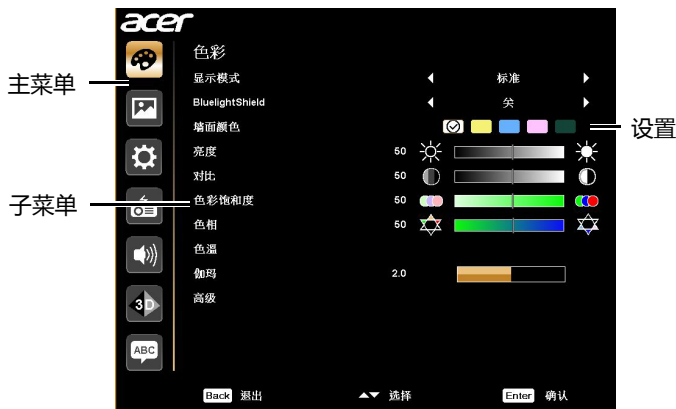 acer
色彩
显示模式 标准
BluelightShield 关
墙面颜色
亮度 50
对比 50
色彩饱和度 50
色相 50
色温
伽玛 2.0
高级
主菜单
子菜单
设置
3D
ABC
Back 退出 选择 Enter 确认